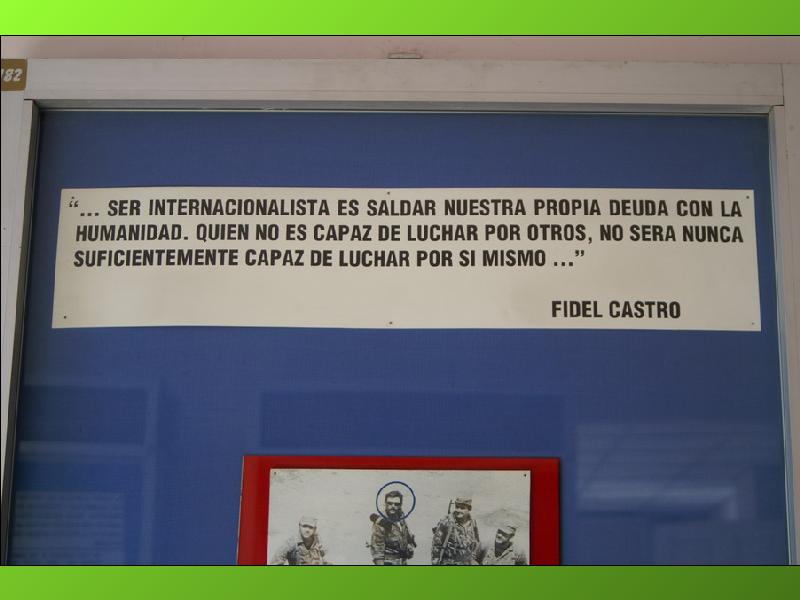 182
“... SER INTERNACIONALISTA ES SALDAR NUESTRA PROPIA DEUDA CON LA
HUMANIDAD. QUIEN NO ES CAPAZ DE LUCHAR POR OTROS, NO SERA NUNCA
SUFICIENTEMENTE CAPAZ DE LUCHAR POR SI MISMO ...”
FIDEL CASTRO